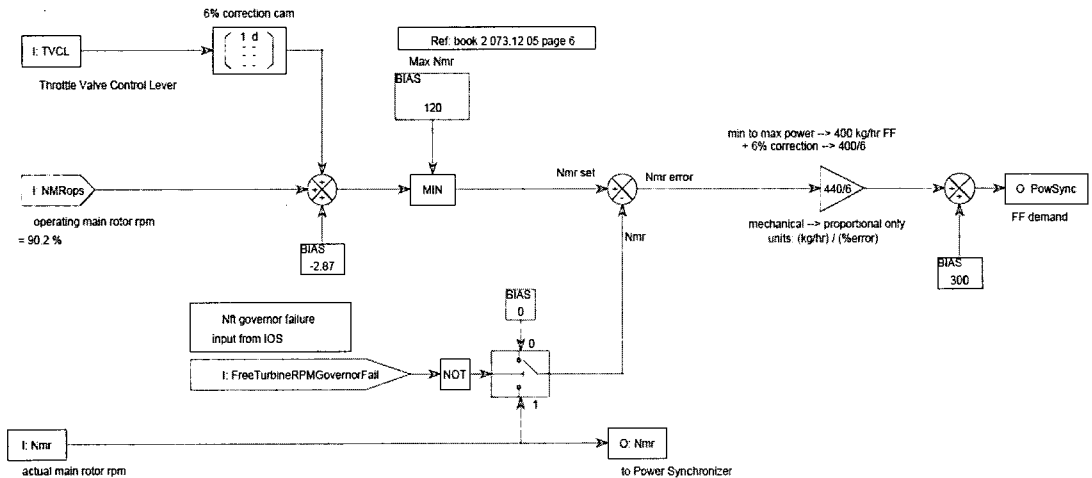 6% correction cam
I: TVCL
1 d
Throttle Valve Control Lever
Ref: book 2 073.12 05 page 6
Max Nmr
BIAS
120
min to max power --> 400 kg/hr FF
+ 6% correction --> 400/6
I: NMRops
MIN
Nmr set
Nmr error
440/6
O PowSync
operating main rotor rpm
= 90.2 %
FF demand
mechanical --> proportional only
units: (kg/hr) / (%error)
Nmr
BIAS
-2.87
BIAS
300
Nft governor failure
input from IOS
BIAS
0
0
I: FreeTurbineRPMGovernorFail
NOT
1
I: Nmr
O: Nmr
actual main rotor rpm
to Power Synchronizer